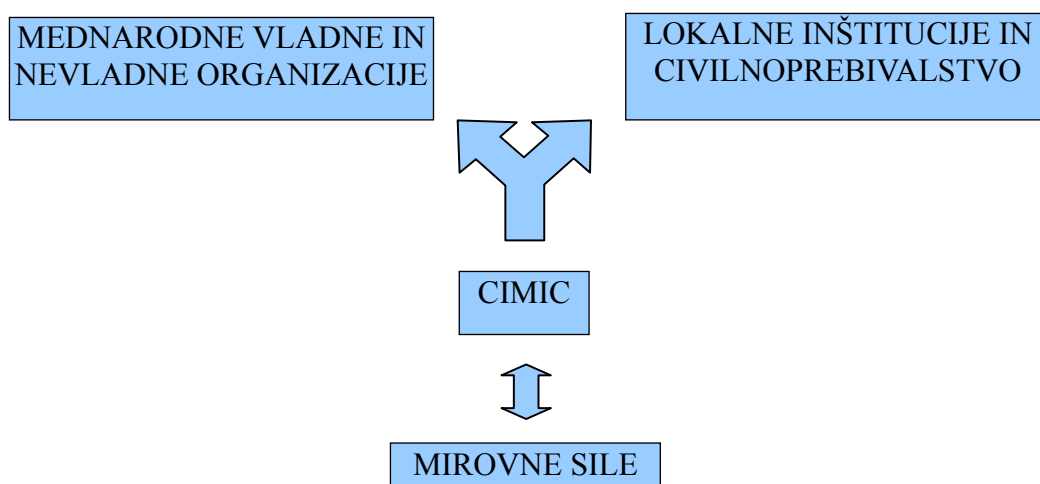 MEDNARODNE VLADNE IN
NEVLADNE ORGANIZACIJE
LOKALNE INŠTITUCIJE IN
CIVILNOPREBIVALSTVO
CIMIC
MIROVNE SILE